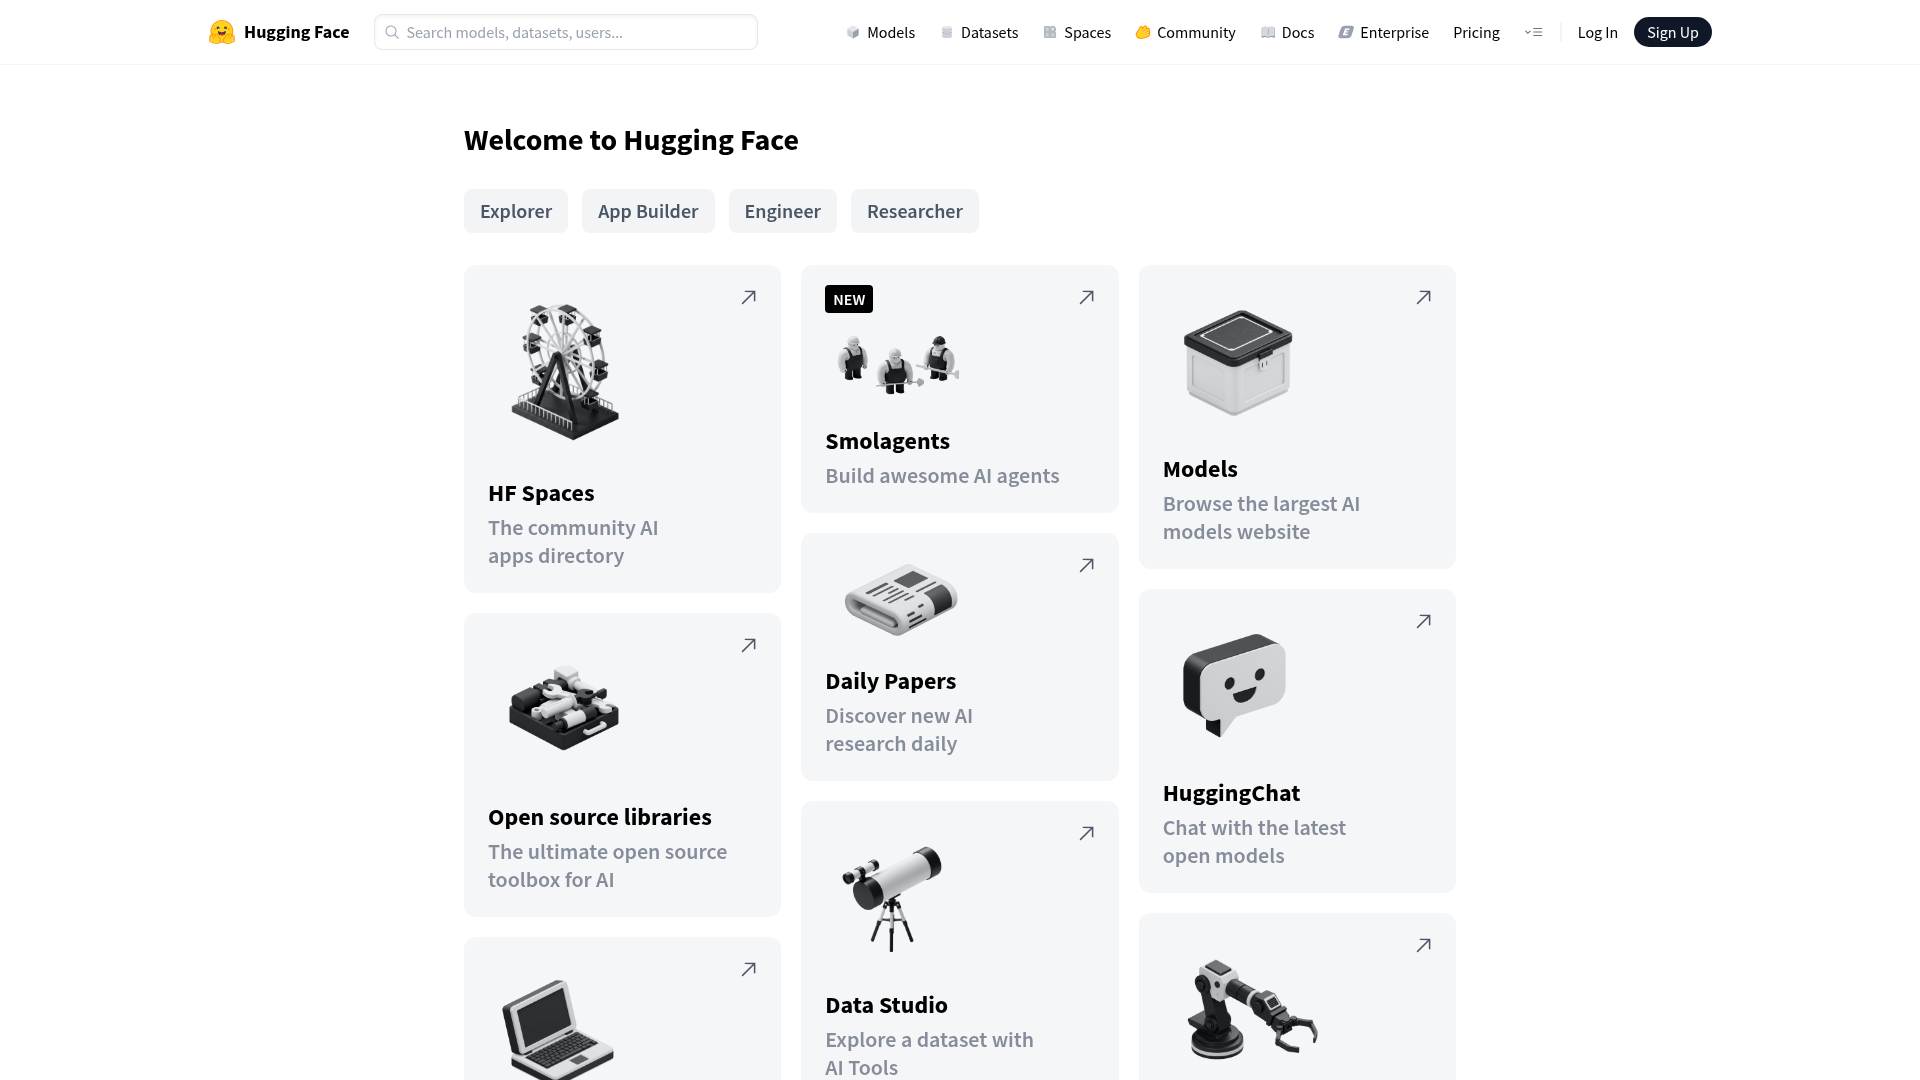 Hugging Face
Search models, datasets, users...
Models
Datasets
Spaces
Community
Docs
Enterprise
Pricing
Log In
Sign Up
Welcome to Hugging Face
Explorer
App Builder
Engineer
Researcher
HF Spaces
The community AI
apps directory
Open source libraries
The ultimate open source
toolbox for AI
NEW
Smolagents
Build awesome AI agents
Daily Papers
Discover new AI
research daily
Data Studio
Explore a dataset with
AI Tools
Models
Browse the largest AI
models website
HuggingChat
Chat with the latest
open models